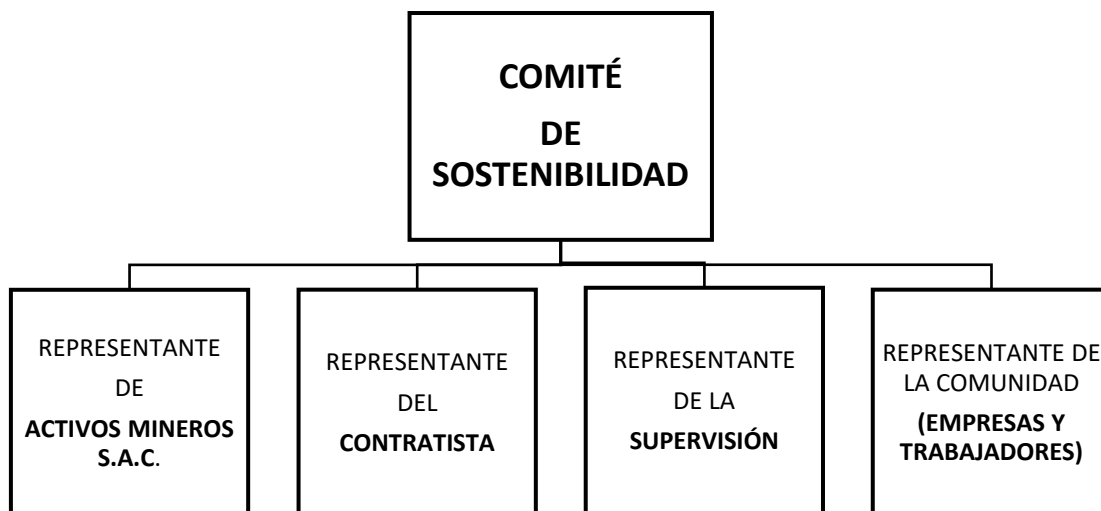 COMITÉ
DE
SOSTENIBILIDAD
REPRESENTANTE
DE
ACTIVOS MINEROS
S.A.C.
REPRESENTANTE
DEL
CONTRATISTA
REPRESENTANTE
DE LA
SUPERVISIÓN
REPRESENTANTE DE
LA COMUNIDAD
(EMPRESAS Y
TRABAJADORES)